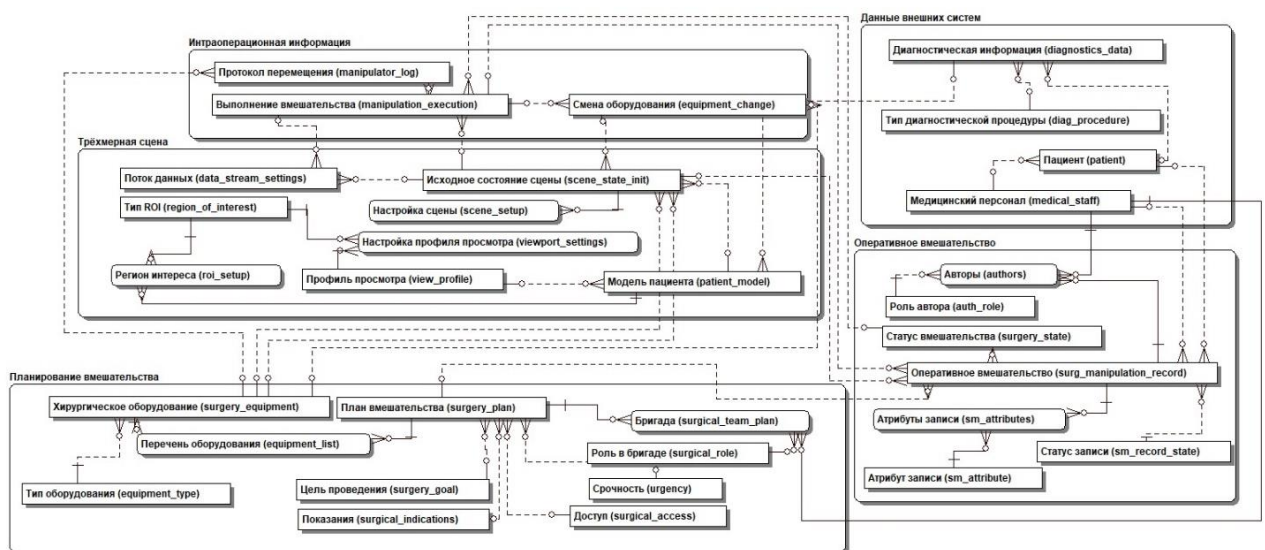 Интраоперационная информация
Протокол перемещения (manipulator_log)
Выполнение вмешательства (manipulation_execution)
Смена оборудования (equipment_change)
Трёхмерная сцена
Поток данных (data_stream_settings)
Исходное состояние сцены (scene_state_init)
Тип ROI (region_of_interest)
Настройка сцены (scene_setup)
Настройка профиля просмотра (viewport_settings)
Регион интереса (roi_setup)
Профиль просмотра (view_profile)
Модель пациента (patient_model)
Данные внешних систем
Диагностическая информация (diagnostics_data)
Тип диагностической процедуры (diag_procedure)
Пациент (patient)
Медицинский персонал (medical_staff)
Оперативное вмешательство
Авторы (authors)
Роль автора (auth_role)
Статус вмешательства (surgery_state)
Оперативное вмешательство (surg_manipulation_record)
Атрибуты записи (sm_attributes)
Статус записи (sm_record_state)
Атрибут записи (sm_attribute)
Планирование вмешательства
Хирургическое оборудование (surgery_equipment)
План вмешательства (surgery_plan)
Бригада (surgical_team_plan)
Перечень оборудования (equipment_list)
Роль в бригаде (surgical_role)
Тип оборудования (equipment_type)
Цель проведения (surgery_goal)
Срочность (urgency)
Показания (surgical_indications)
Доступ (surgical_access)